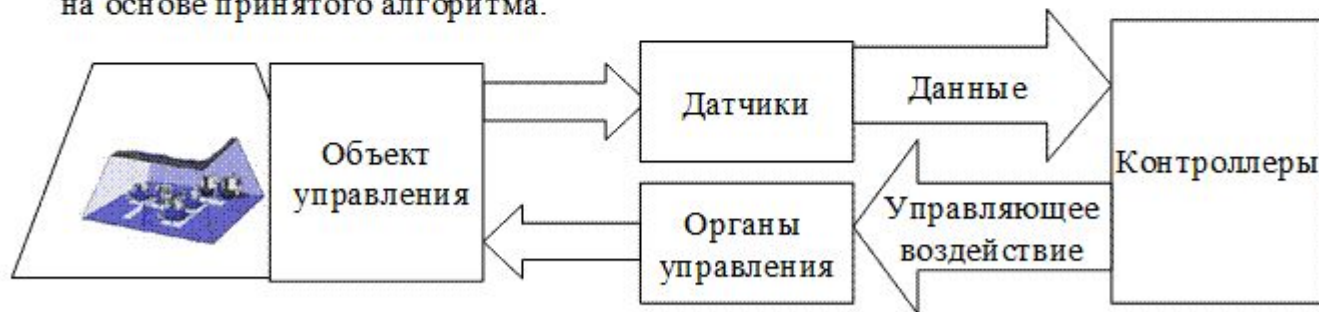 на основе принятого алгоритма.
Датчики
Данные
Объект
управления
Контроллеры
Органы
управления
Управляющее
воздействие